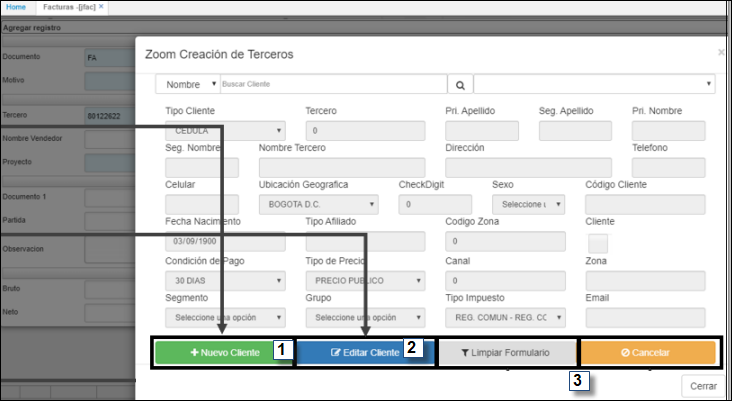 Home Facturas -[jfac] ×
Agregar registro
Documento FA
Motivo
Tercero 80122622
Nombre Vendedor
Proyecto
Documento 1
Partida
Observacion
Bruto
Neto
Zoom Creación de Terceros ×
Nombre Buscar Cliente
Tipo Cliente Tercero Pri. Apellido Seg. Apellido Pri. Nombre
CEDULA 0
Seg. Nombre Nombre Tercero Dirección Telefono
Celular Ubicación Geografica CheckDigit Sexo Código Cliente
BOGOTA D.C. 0 Seleccione u
Fecha Nacimiento Tipo Afiliado Codigo Zona Cliente
03/09/1900 0
Condición de Pago Tipo de Precio Canal Zona
30 DIAS PRECIO PUBLICO 0
Segmento Grupo Tipo Impuesto Email
Seleccione una opción Seleccione una opción REG. COMUN - REG. CO
+ Nuevo Cliente 1 Editar Cliente 2 Limpiar Formulario Cancelar
3
Cerrar